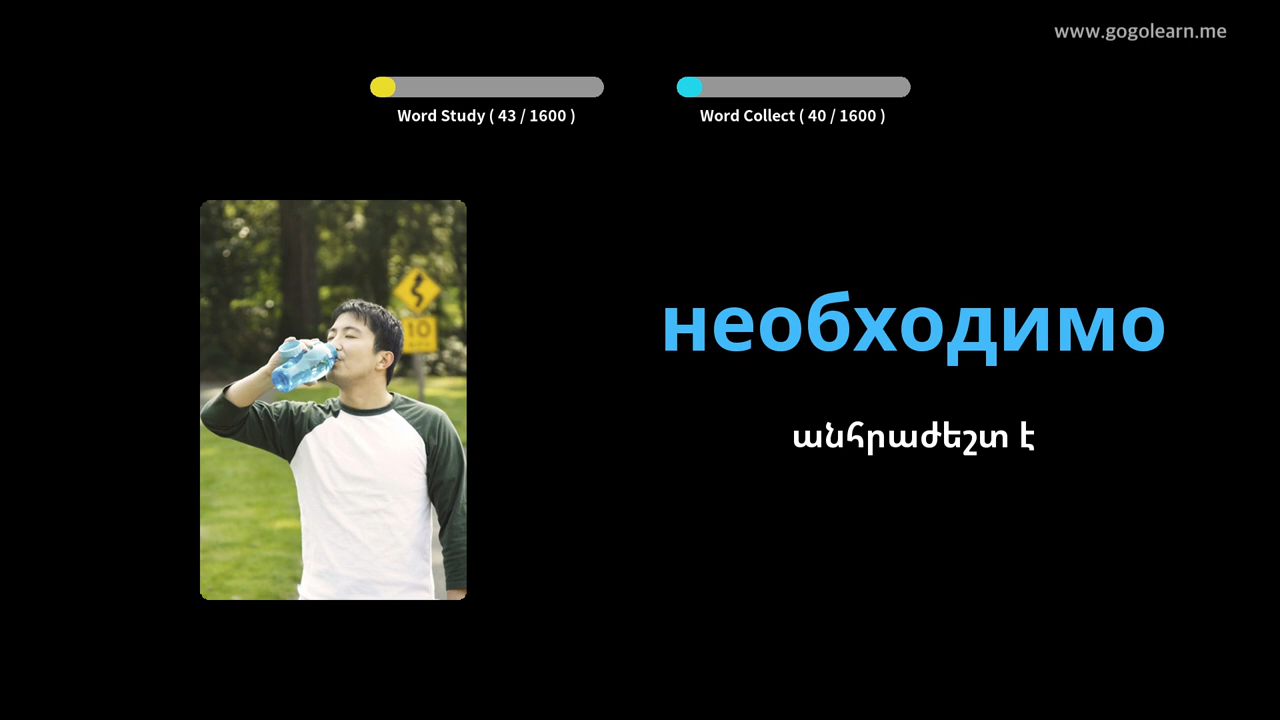 www.gogolearn.me
Word Study ( 43 / 1600 )
Word Collect ( 40 / 1600 )
10
необходимо
անհրաժեշտ է